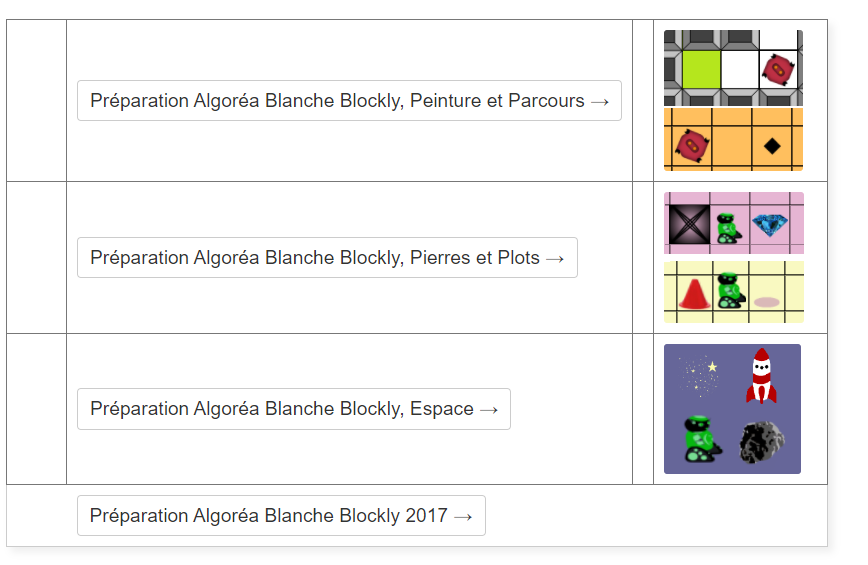 Préparation Algoréa Blanche Blockly, Peinture et Parcours →
Préparation Algoréa Blanche Blockly, Pierres et Plots →
Préparation Algoréa Blanche Blockly, Espace →
Préparation Algoréa Blanche Blockly 2017 →